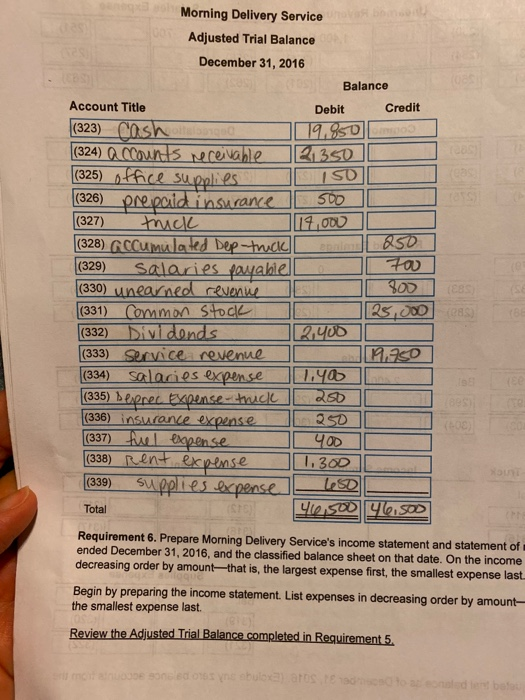 Morning Delivery Service
Adjusted Trial Balance
December 31, 2016
Balance
Account Title Debit Credit
(323) Cash 19,850
(324) accounts receivable 2,350
(325) office supplies 150
(326) prepaid insurance 500
(327) truck 17,000
(328) accumulated Dep-truck 250
(329) Salaries payable 700
(330) unearned revenue 800
(331) Common stock 25,000
(332) Dividends 2,400
(333) service revenue 19,750
(334) Salaries expense 1,400
(335) Deprec Expense-truck 250
(336) insurance expense 250
(337) fuel expense 400
(338) Rent expense 1,300
(339) supplies expense 650
Total 46,500 46,500
Requirement 6. Prepare Morning Delivery Service's income statement and statement of
ended December 31, 2016, and the classified balance sheet on that date. On the income
decreasing order by amount—that is, the largest expense first, the smallest expense last.
Begin by preparing the income statement. List expenses in decreasing order by amount—
the smallest expense last.
Review the Adjusted Trial Balance completed in Requirement 5.